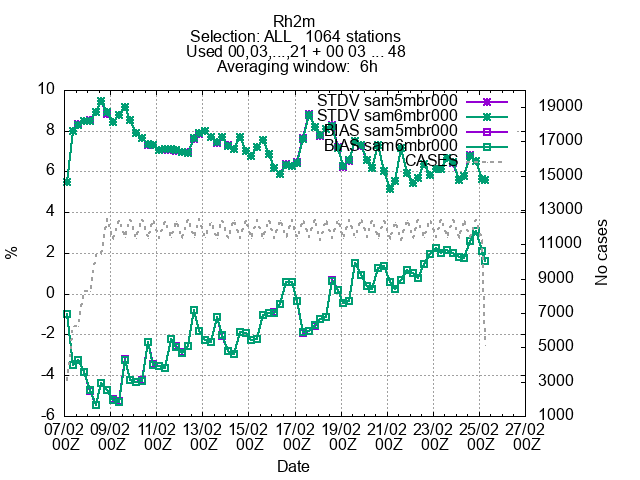 Rh2m
Selection: ALL 1064 stations
Used 00,03,...,21 + 00 03 ... 48
Averaging window: 6h
STDV sam5mbr000
STDV sam6mbr000
BIAS sam5mbr000
BIAS sam6mbr000
CASES
10
8
6
4
2
0
-2
-4
-6
%
19000
17000
15000
13000
11000
9000
7000
5000
3000
1000
No cases
07/02 09/02 11/02 13/02 15/02 17/02 19/02 21/02 23/02 25/02 27/02
00Z 00Z 00Z 00Z 00Z 00Z 00Z 00Z 00Z 00Z 00Z
Date